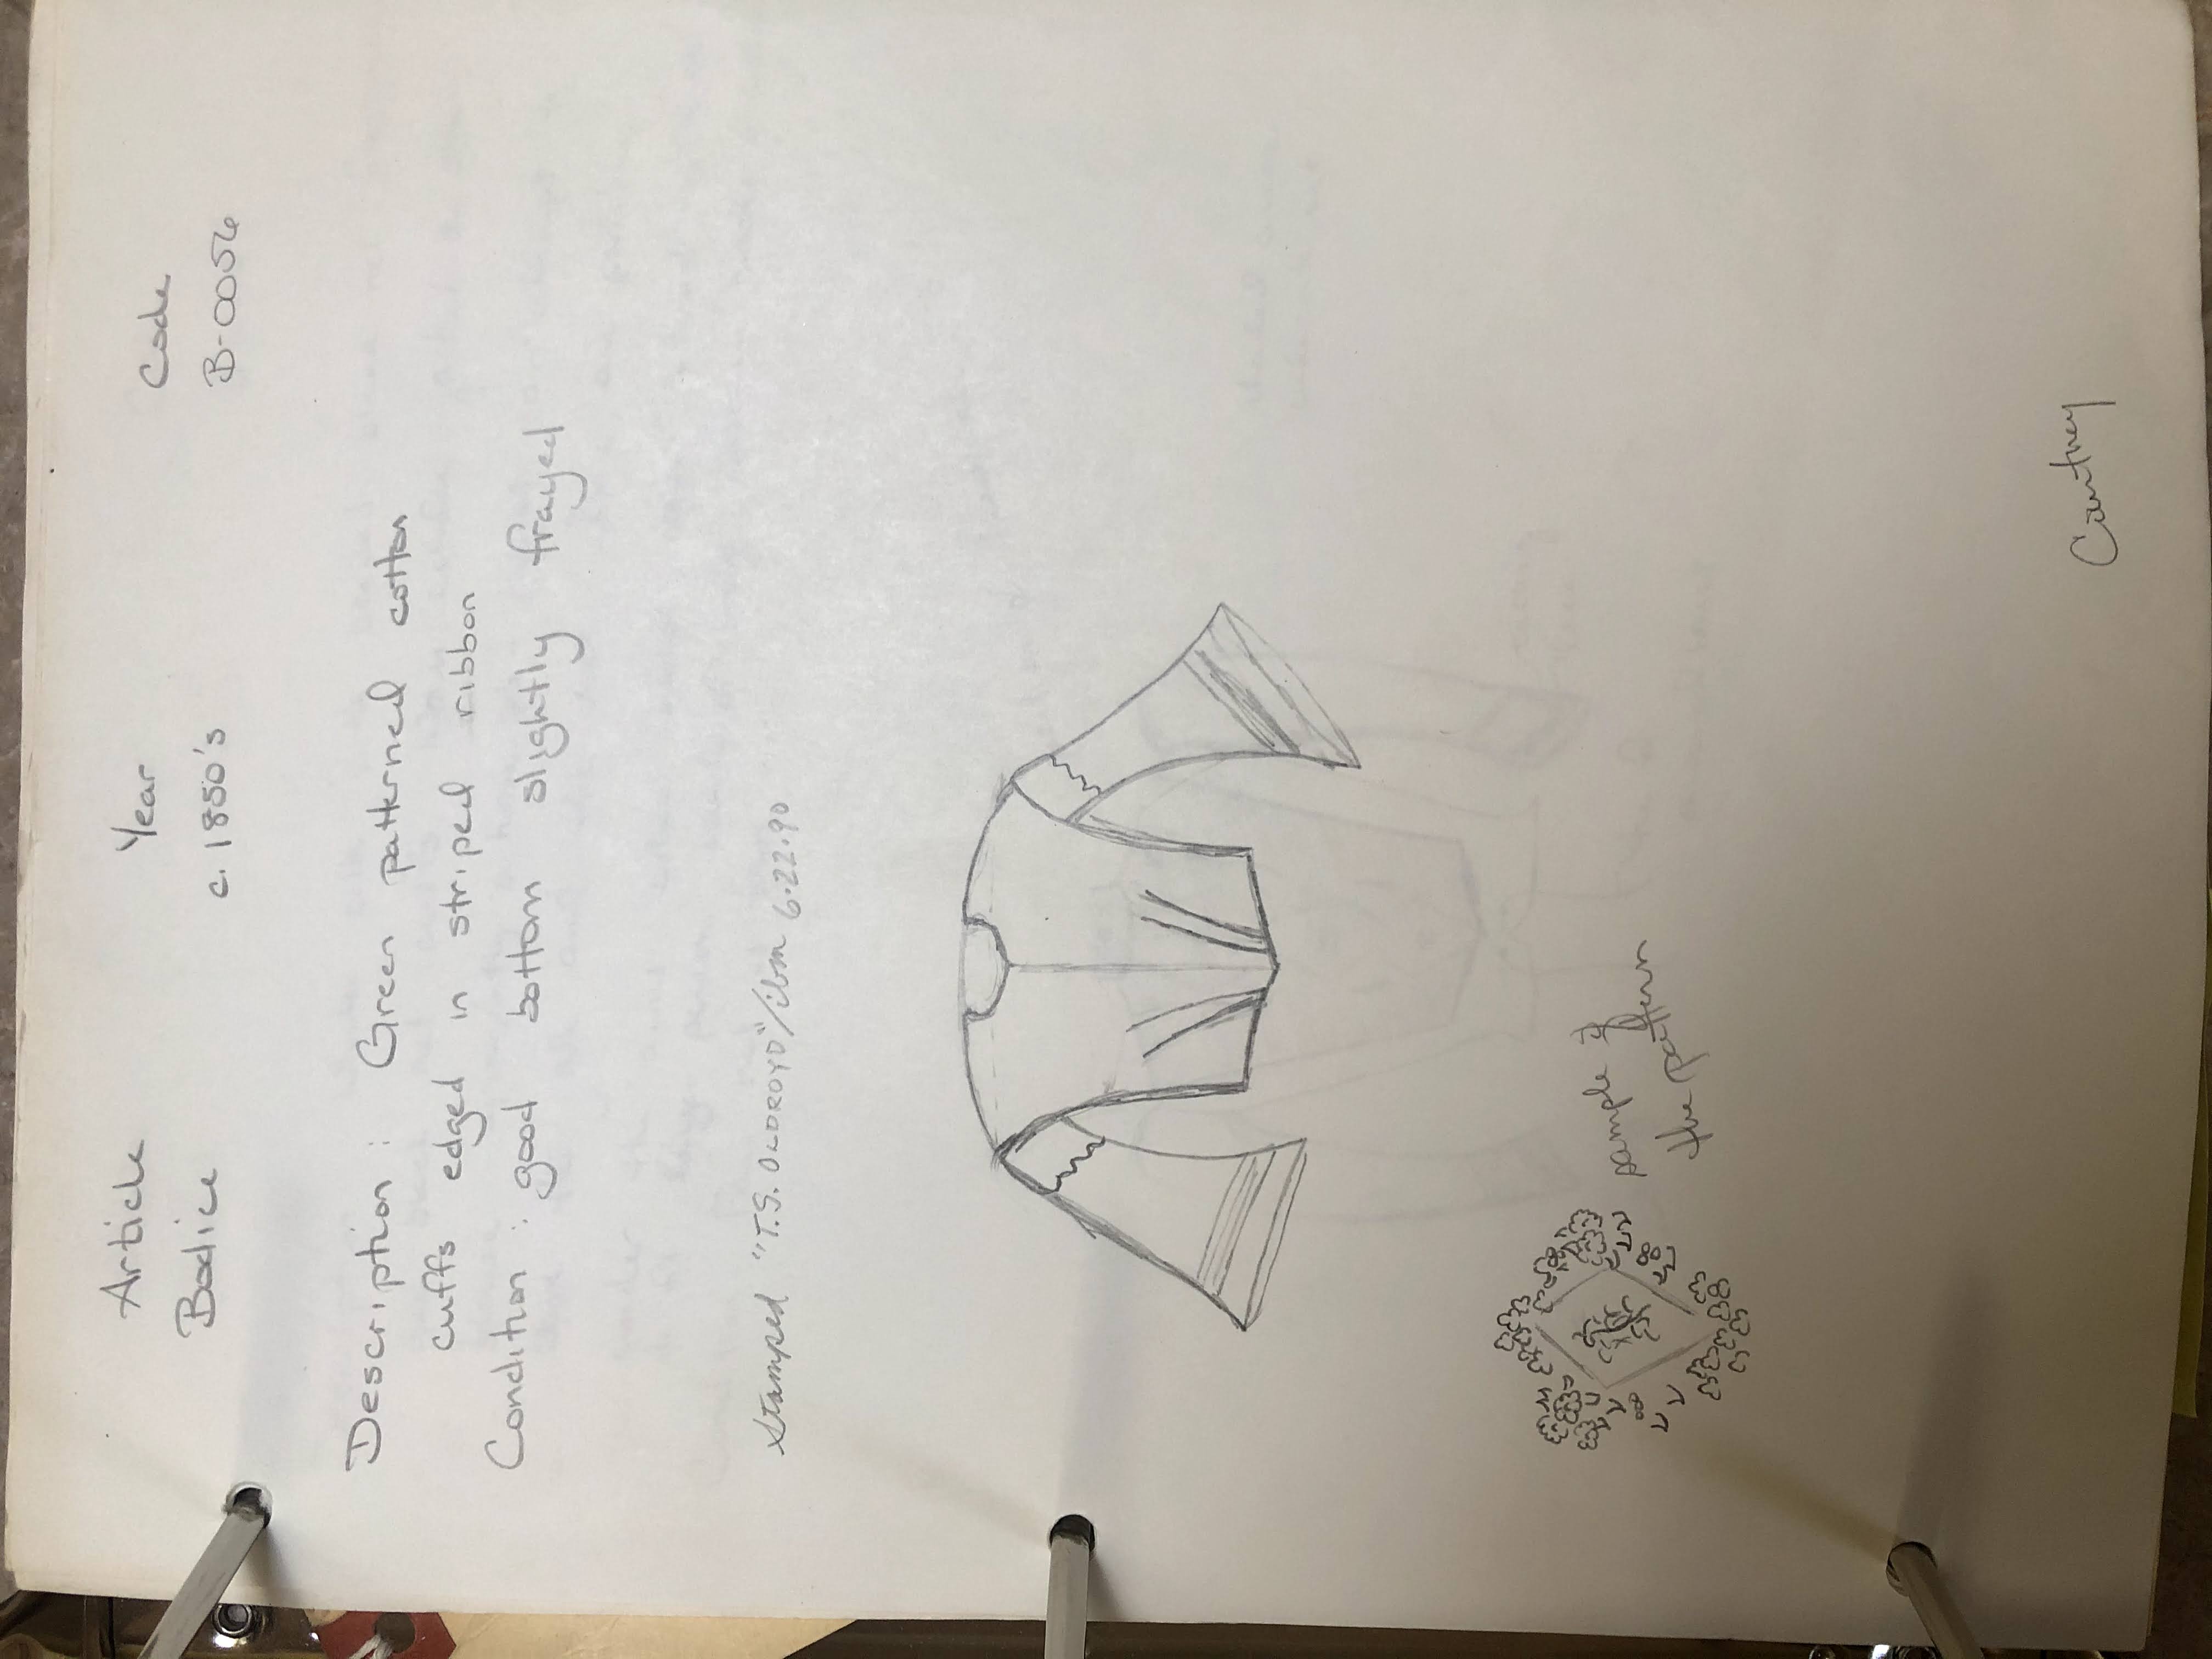 Article Year Code
Bodice c. 1850's B-0056
Description : Green patterned cotton
cuffs edged in striped ribbon
Condition : good bottom slightly frayed
Stamped "T.S. OLDROYD"/ibm 6.22.90
sample of
the pattern
Courtney